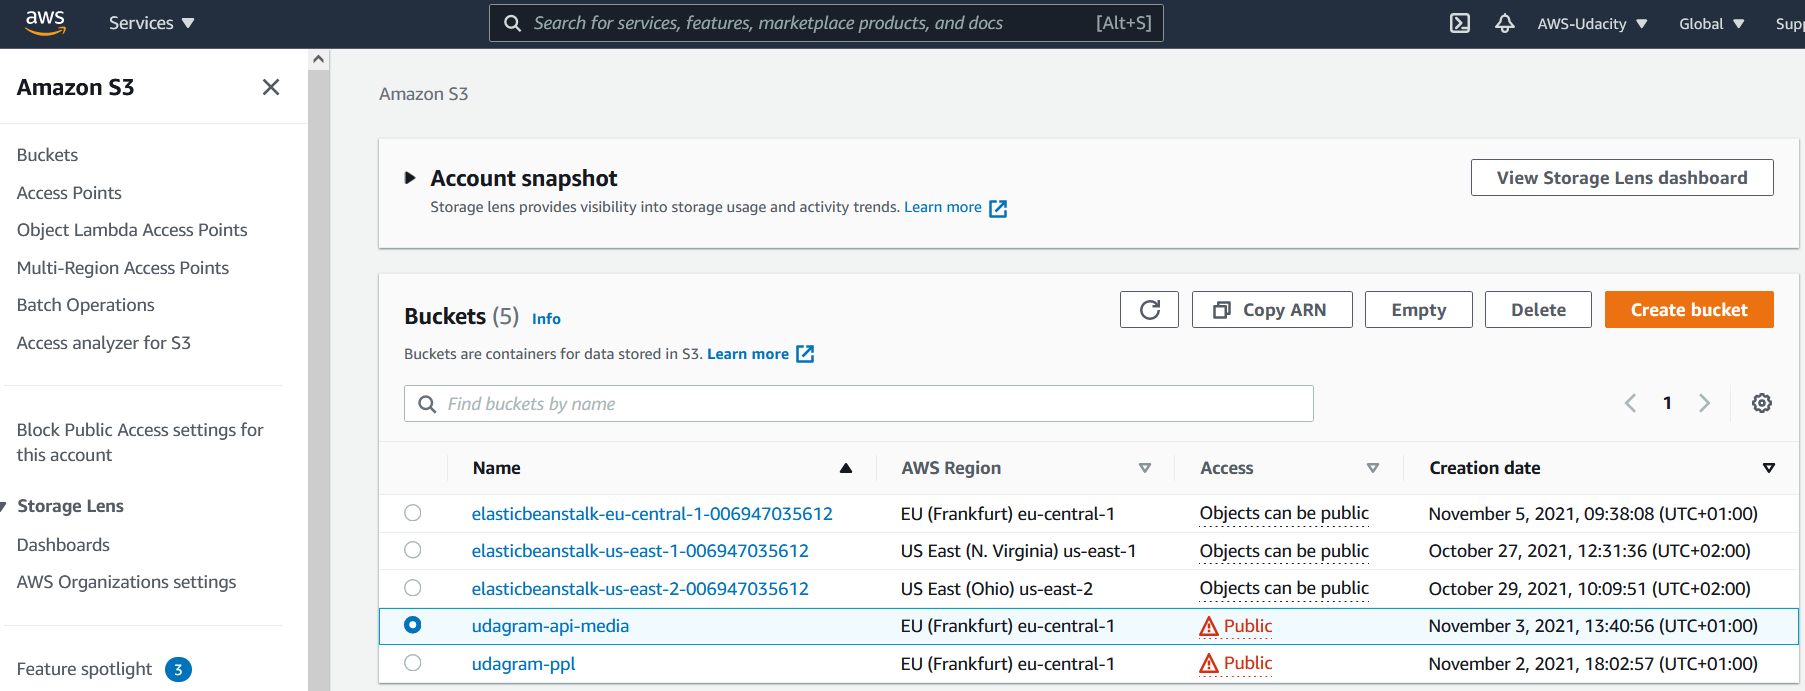 aws
Services
Search for services, features, marketplace products, and docs [Alt+S]
AWS-Udacity
Global
Supp
Amazon S3
Buckets
Access Points
Object Lambda Access Points
Multi-Region Access Points
Batch Operations
Access analyzer for S3
Block Public Access settings for
this account
Storage Lens
Dashboards
AWS Organizations settings
Feature spotlight 3
Amazon S3
Account snapshot
Storage lens provides visibility into storage usage and activity trends. Learn more
View Storage Lens dashboard
Buckets (5) Info
Buckets are containers for data stored in S3. Learn more
Copy ARN
Empty
Delete
Create bucket
Find buckets by name
1
Name AWS Region Access Creation date
elasticbeanstalk-eu-central-1-006947035612 EU (Frankfurt) eu-central-1 Objects can be public November 5, 2021, 09:38:08 (UTC+01:00)
elasticbeanstalk-us-east-1-006947035612 US East (N. Virginia) us-east-1 Objects can be public October 27, 2021, 12:31:36 (UTC+02:00)
elasticbeanstalk-us-east-2-006947035612 US East (Ohio) us-east-2 Objects can be public October 29, 2021, 10:09:51 (UTC+02:00)
udagram-api-media EU (Frankfurt) eu-central-1 Public November 3, 2021, 13:40:56 (UTC+01:00)
udagram-ppl EU (Frankfurt) eu-central-1 Public November 2, 2021, 18:02:57 (UTC+01:00)